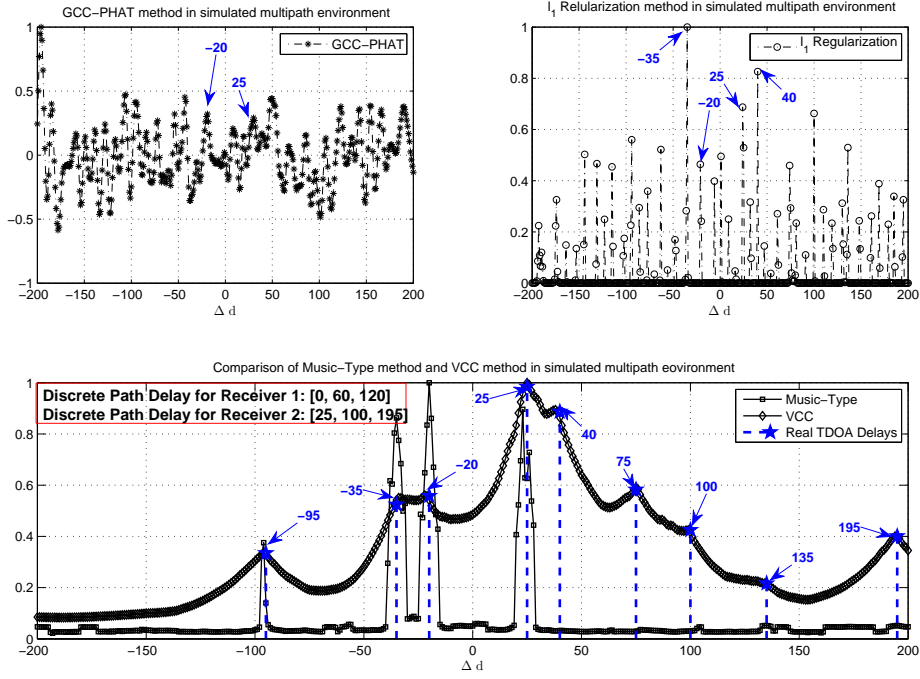 GCC−PHAT method in simulated multipath environment
GCC−PHAT
−20
25
1
0.5
0
−0.5
−1
−200 −150 −100 −50 0 50 100 150 200
Δ d
l1 Relularization method in simulated multipath environment
l1 Regularization
−35
25
40
−20
1
0.8
0.6
0.4
0.2
0
−200 −150 −100 −50 0 50 100 150 200
Δ d
Comparison of Music−Type method and VCC method in simulated multipath eovironment
Discrete Path Delay for Receiver 1: [0, 60, 120]
Discrete Path Delay for Receiver 2: [25, 100, 195]
Music−Type
VCC
Real TDOA Delays
25
40
−35
−20
75
100
195
−95
135
1
0.8
0.6
0.4
0.2
0
−200 −150 −100 −50 0 50 100 150 200
Δ d